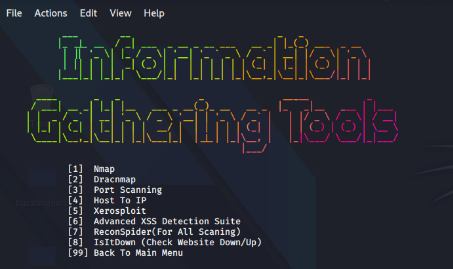 File Actions Edit View Help
Information
Gathering Tools
[1] Nmap
[2] Dracnmap
[3] Port Scanning
[4] Host To IP
[5] Xerosploit
[6] Advanced XSS Detection Suite
[7] ReconSpider(For All Scaning)
[8] IsItDown (Check Website Down/Up)
[99] Back To Main Menu